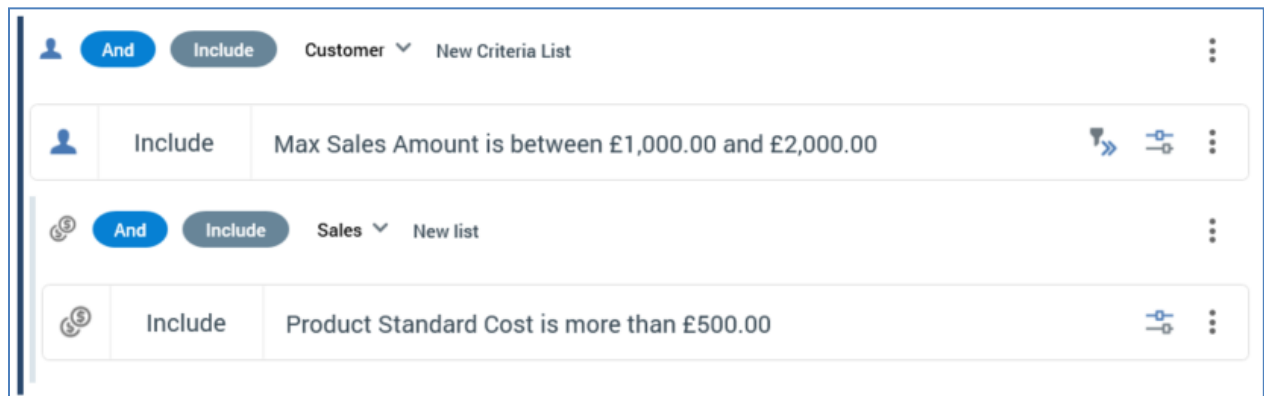 And Include Customer New Criteria List
Include Max Sales Amount is between £1,000.00 and £2,000.00
And Include Sales New list
Include Product Standard Cost is more than £500.00